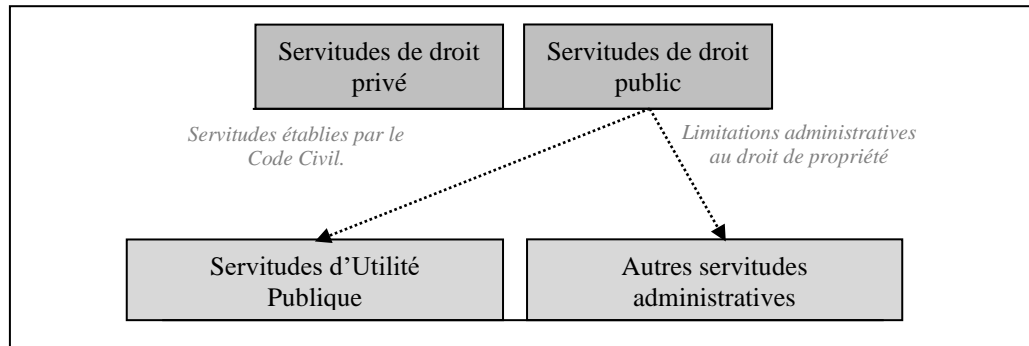 Servitudes de droit
privé
Servitudes de droit
public
Servitudes établies par le
Code Civil.
Limitations administratives
au droit de propriété
Servitudes d’Utilité
Publique
Autres servitudes
administratives